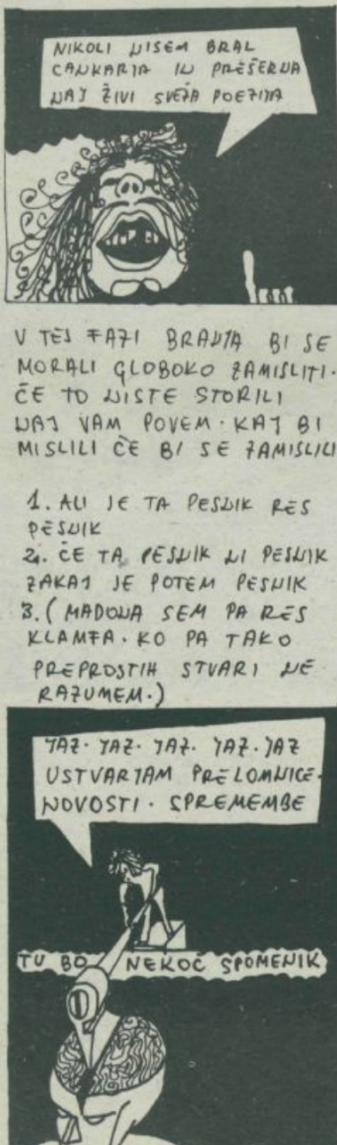 NIKOLI NISEM BRAL
CANKARJA IN PREŠERNA
NAJ ŽIVI SVEŽA POEZIJA
V TEJ FAZI BRANJA BI SE
MORALI GLOBOKO ZAMISLITI.
ČE TO NISTE STORILI
NAJ VAM POVEM. KAJ BI
MISLILI ČE BI SE ZAMISLILI
1. ALI JE TA PESNIK RES
PESNIK
2. ČE TA PESNIK NI PESNIK
ZAKAJ JE POTEM PESNIK
3. (MADONA SEM PA RES
KLAMFA. KO PA TAKO
PREPROSTIH STVARI NE
RAZUMEM.)
JAZ. JAZ. JAZ. JAZ. JAZ
USTVARJAM PRELOMNICE.
NOVOSTI. SPREMEMBE
TU BO NEKOČ SPOMENIK